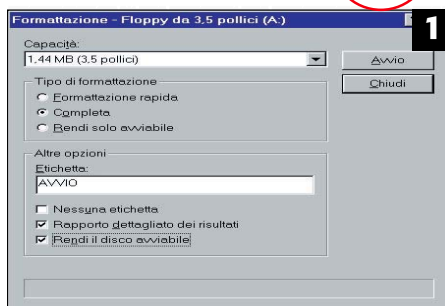 Formattazione - Floppy da 3,5 pollici (A:)
1
Capacità:
1,44 MB (3,5 pollici)
Avvio
Chiudi
Tipo di formattazione
Formattazione rapida
Completa
Rendi solo avviabile
Altre opzioni
Etichetta:
AVVIO
Nessuna etichetta
Rapporto dettagliato dei risultati
Rendi il disco avviabile